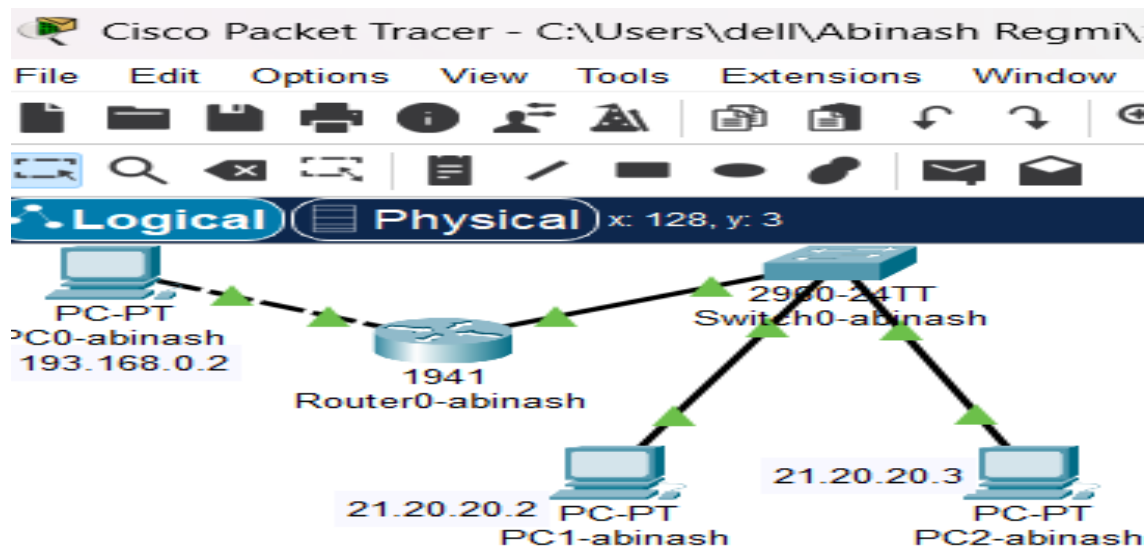 Cisco Packet Tracer - C:\Users\dell\Abinash Regmi\
File Edit Options View Tools Extensions Window
Logical Physical x: 128, y: 3
PC-PT
PC0-abinash
193.168.0.2
1941
Router0-abinash
2960-24TT
Switch0-abinash
21.20.20.2
PC-PT
PC1-abinash
21.20.20.3
PC-PT
PC2-abinash